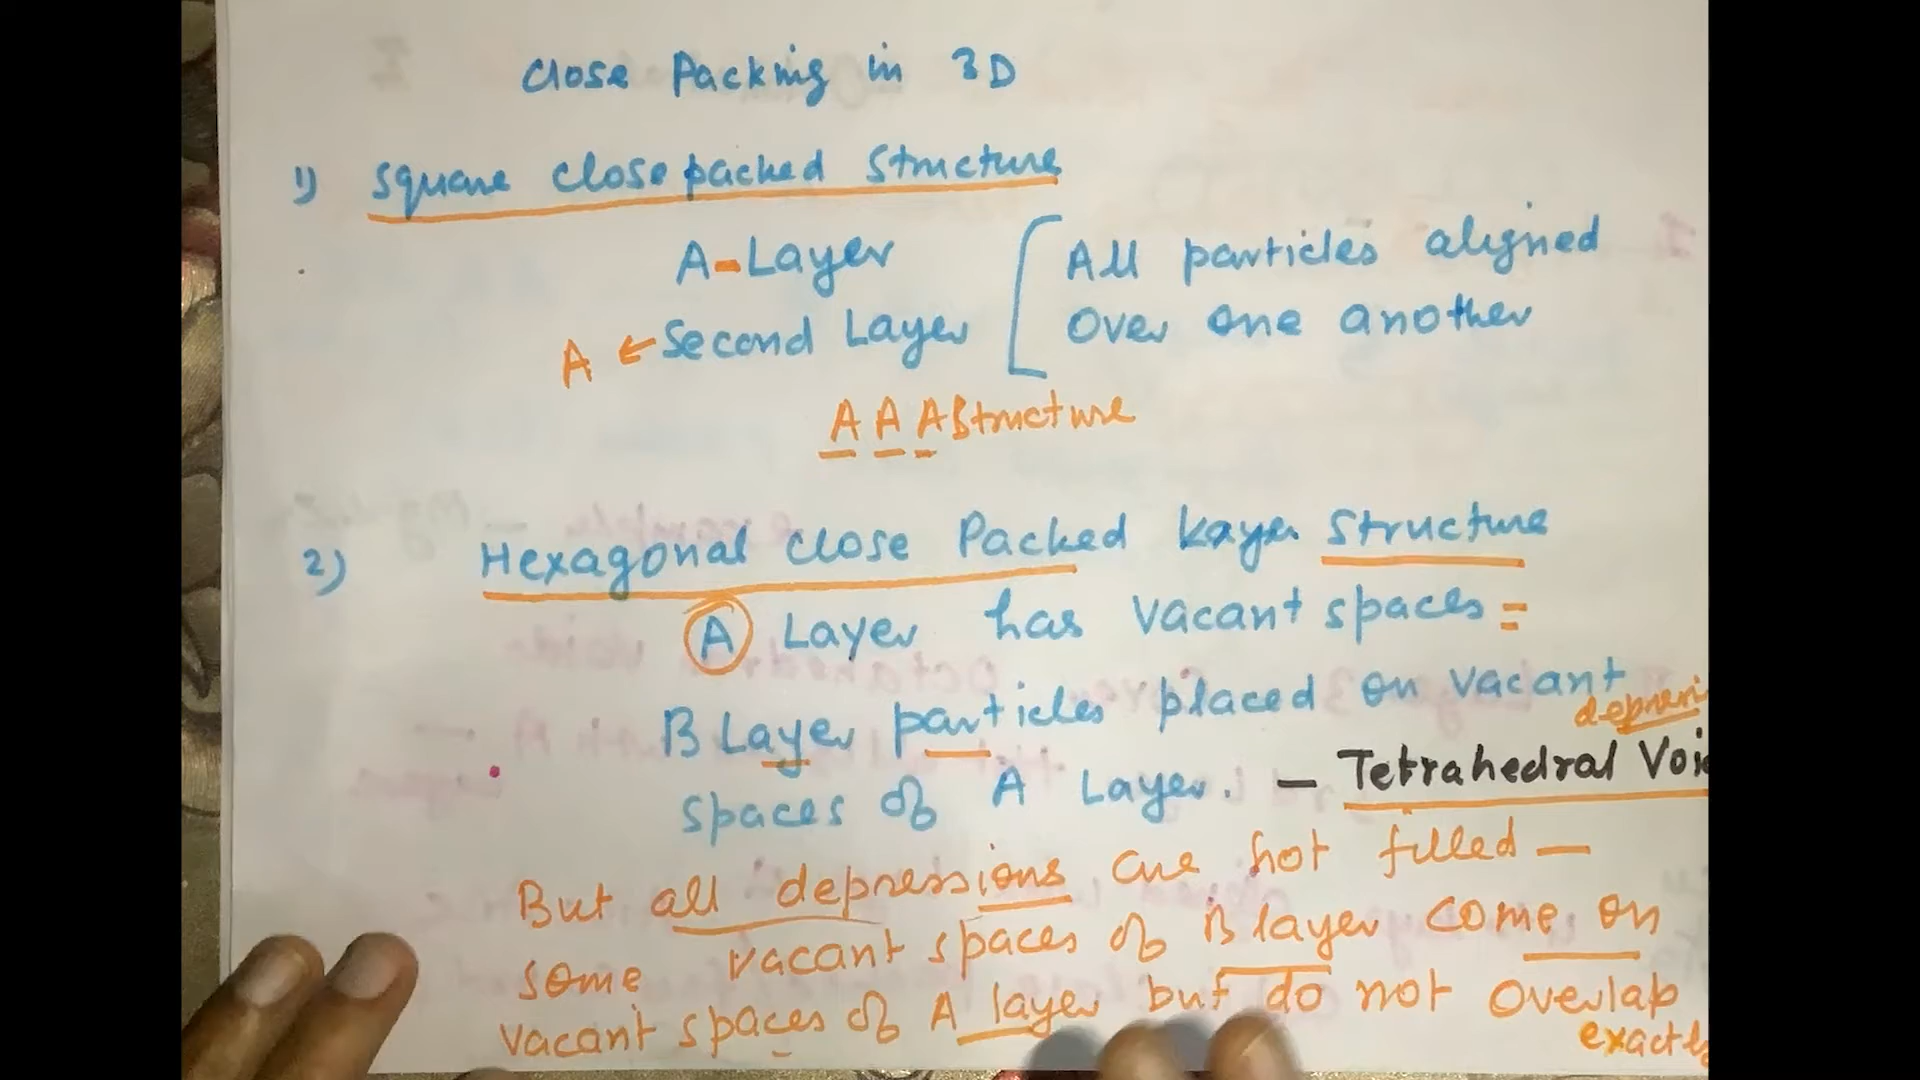 Close Packing in 3D
1) Square Close packed Structure
A-Layer
All particles aligned
A ← Second Layer
Over one another
A A A Structure
2) Hexagonal Close Packed Layer Structure
A Layer has Vacant spaces =
B Layer particles placed on vacant
spaces of A Layer. — Tetrahedral
But all depressions are not filled —
some vacant spaces of B layer come on
vacant spaces of A layer but do not overlap
exactly